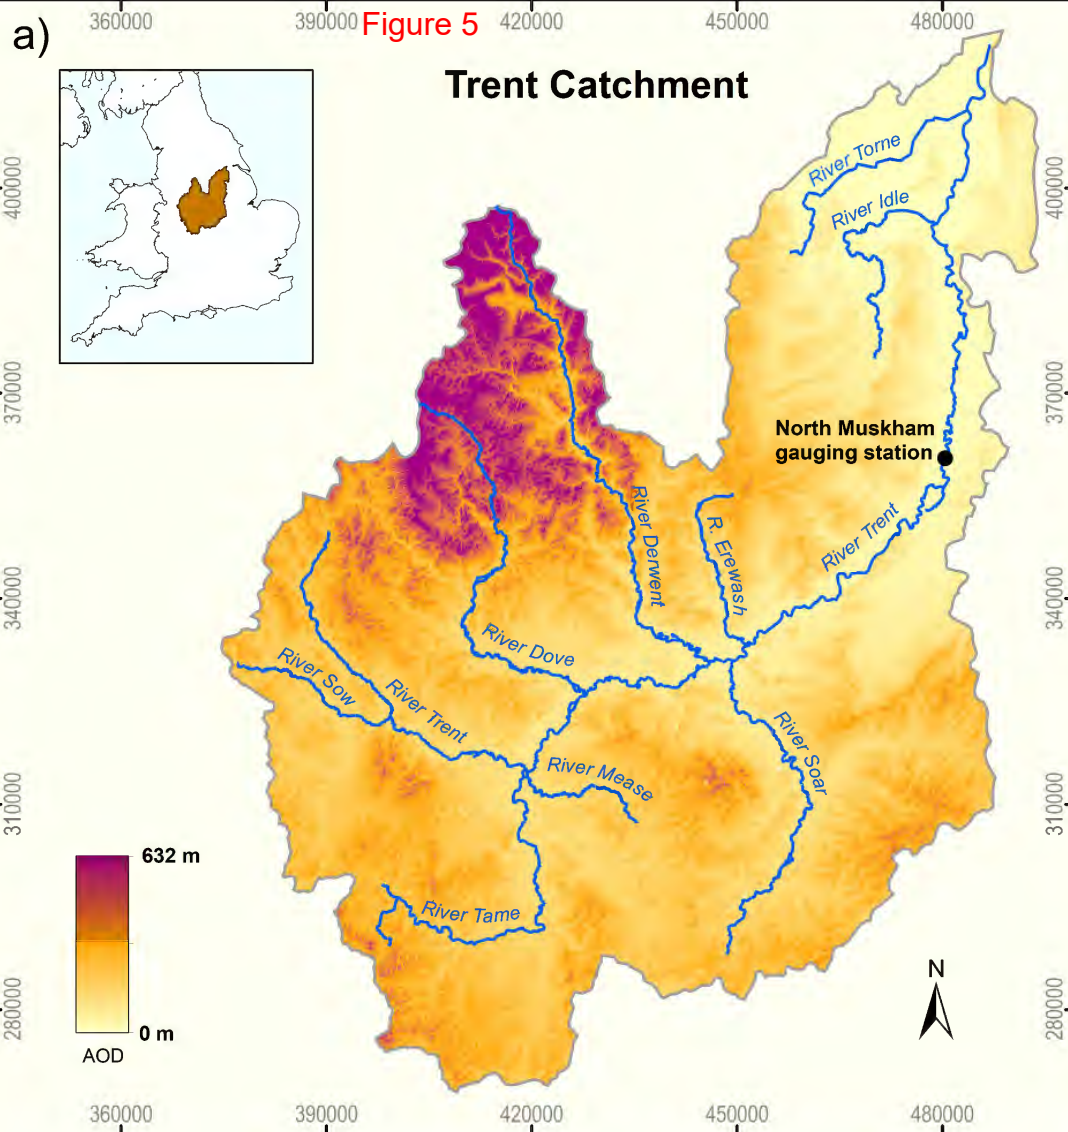 360000 390000 420000 450000 480000
Figure 5
a)
Trent Catchment
400000
400000
River Torne
River Idle
370000
370000
North Muskham
gauging station
River Derwent
R. Erewash
River Trent
340000
340000
River Dove
River Sow
River Trent
River Soar
River Mease
310000
310000
632 m
River Tame
N
280000
280000
0 m
AOD
360000 390000 420000 450000 480000